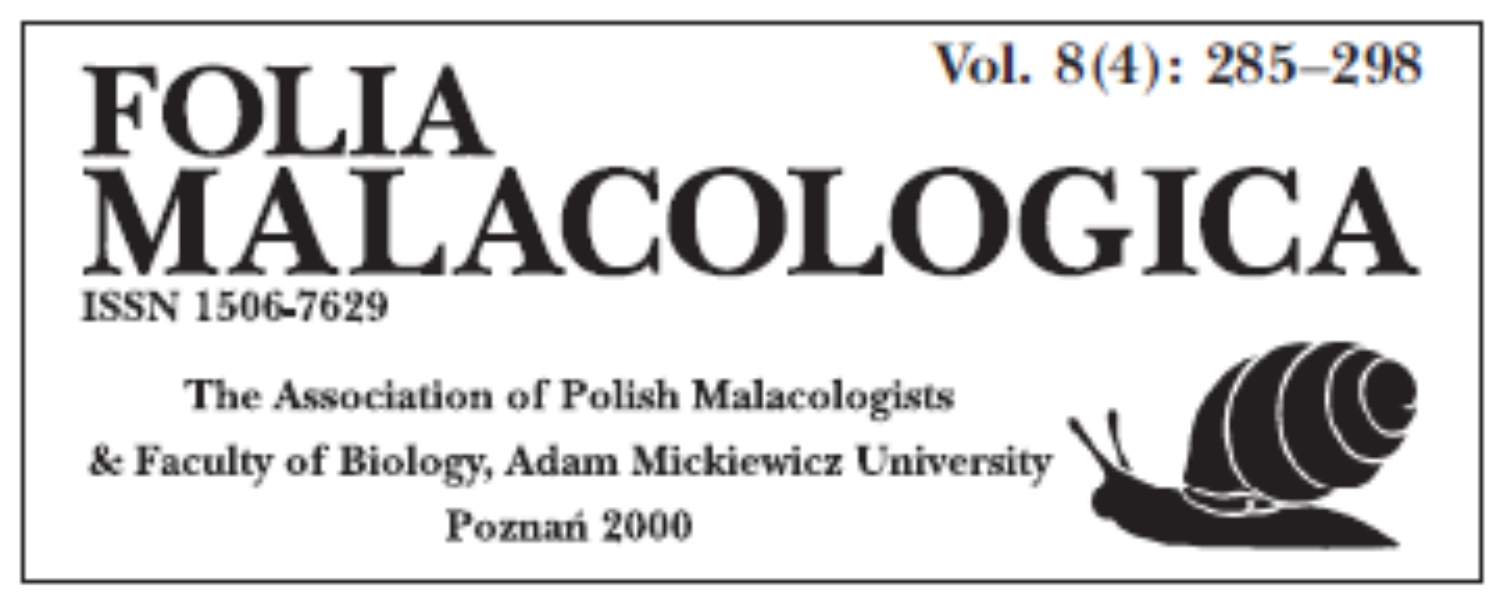 Vol. 8(4): 285–298
FOLIA
MALACOLOGICA
ISSN 1506-7629
The Association of Polish Malacologists
& Faculty of Biology, Adam Mickiewicz University
Poznań 2000